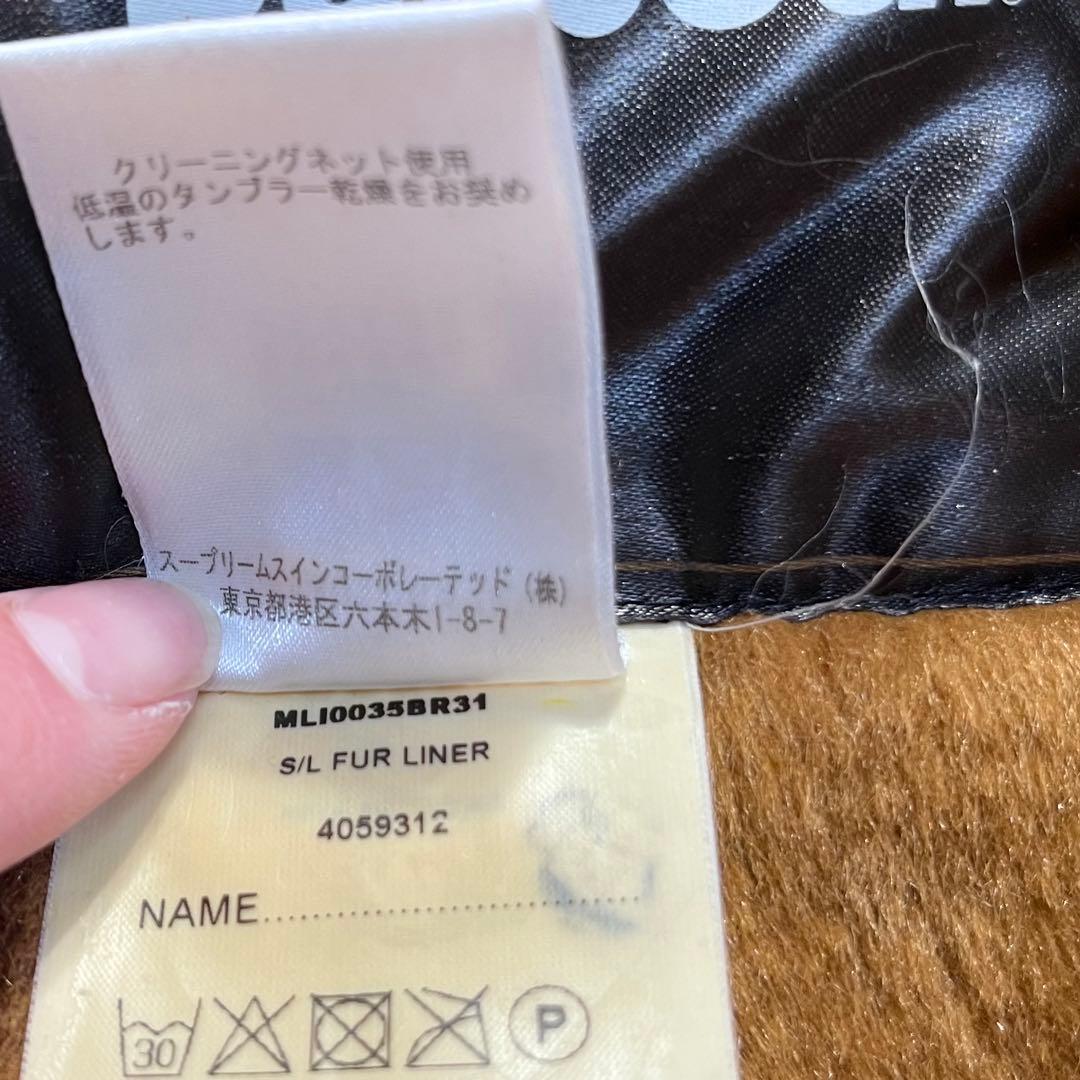 クリーニングネット使用
低温のタンブラー乾燥をお奨め
します。
スープリームスインコーポレーテッド(株)
東京都港区六本木1-8-7
MLI0035BR31
S/L FUR LINER
4059312
NAME..............................
30
P